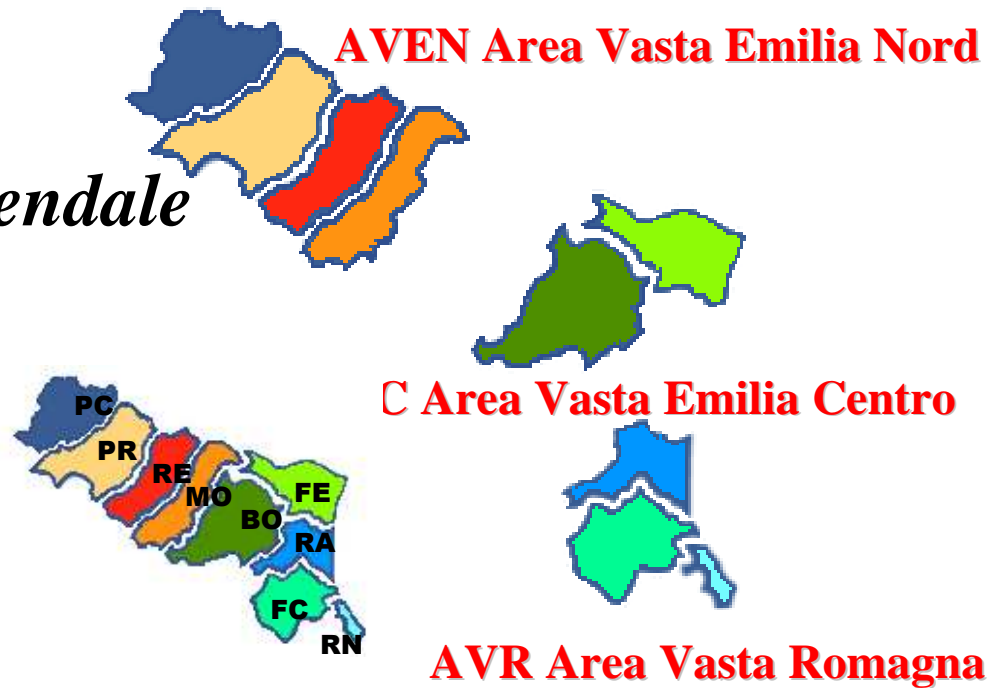 AVEN Area Vasta Emilia Nord
endale
C Area Vasta Emilia Centro
PC
PR
RE
MO
BO
FE
RA
FC
RN
AVR Area Vasta Romagna